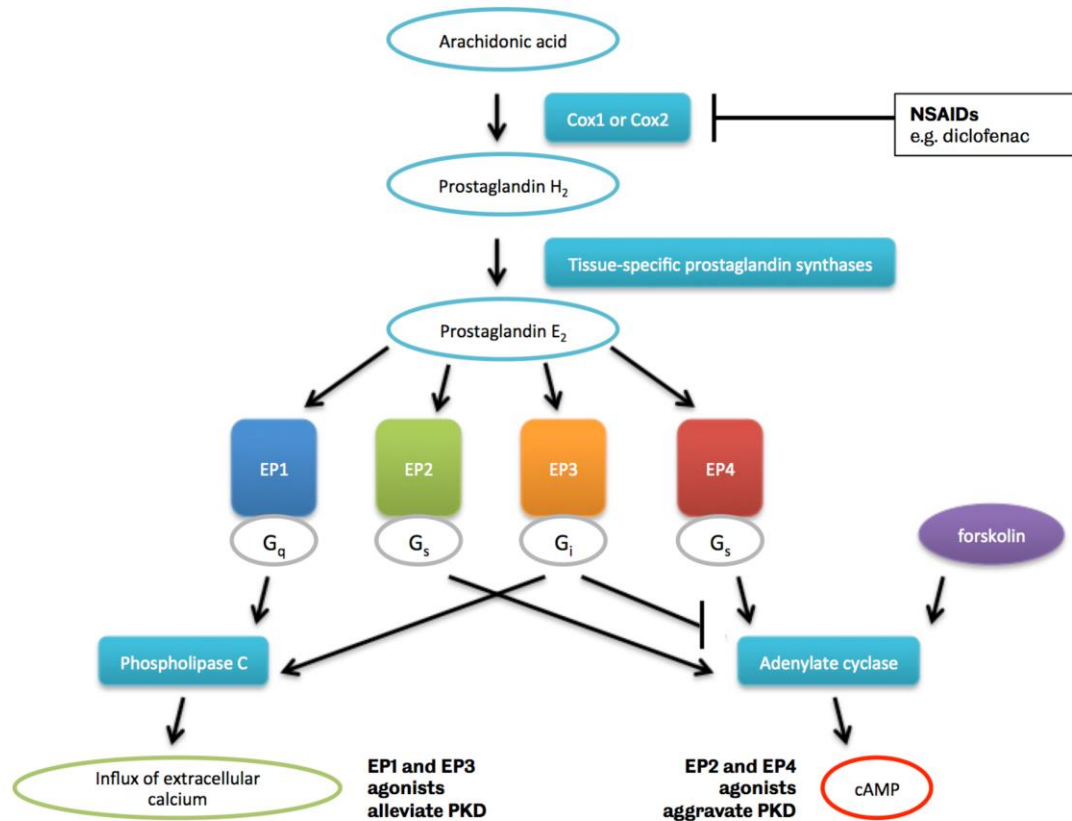 Arachidonic acid
Cox1 or Cox2
NSAIDs
e.g. diclofenac
Prostaglandin H₂
Tissue-specific prostaglandin synthases
Prostaglandin E₂
EP1
EP2
EP3
EP4
Gq
Gs
Gi
Gs
forskolin
Phospholipase C
Adenylate cyclase
Influx of extracellular
calcium
EP1 and EP3
agonists
alleviate PKD
EP2 and EP4
agonists
aggravate PKD
cAMP